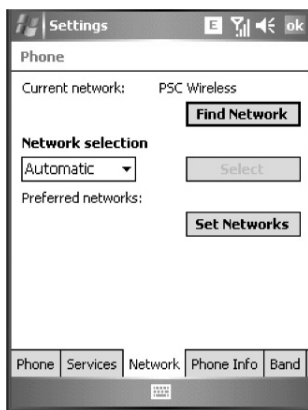 Settings E ok
Phone
Current network: PSC Wireless
Find Network
Network selection
Automatic Select
Preferred networks:
Set Networks
Phone Services Network Phone Info Band